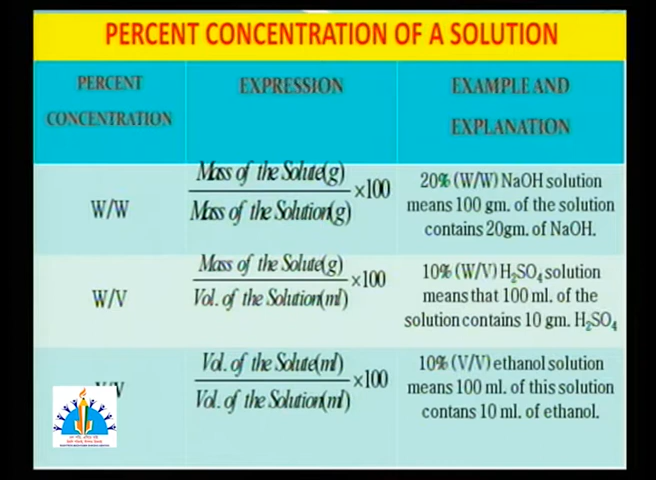 PERCENT CONCENTRATION OF A SOLUTION
PERCENT
CONCENTRATION
EXPRESSION
EXAMPLE AND
EXPLANATION
W/W
Mass of the Solute(g)
Mass of the Solution(g)
×100
20% (W/W) NaOH solution
means 100 gm. of the solution
contains 20gm. of NaOH.
W/V
Mass of the Solute(g)
Vol. of the Solution(ml)
×100
10% (W/V) H₂SO₄ solution
means that 100 ml. of the
solution contains 10 gm. H₂SO₄
Vol. of the Solute(ml)
Vol. of the Solution(ml)
×100
10% (V/V) ethanol solution
means 100 ml. of this solution
contans 10 ml. of ethanol.